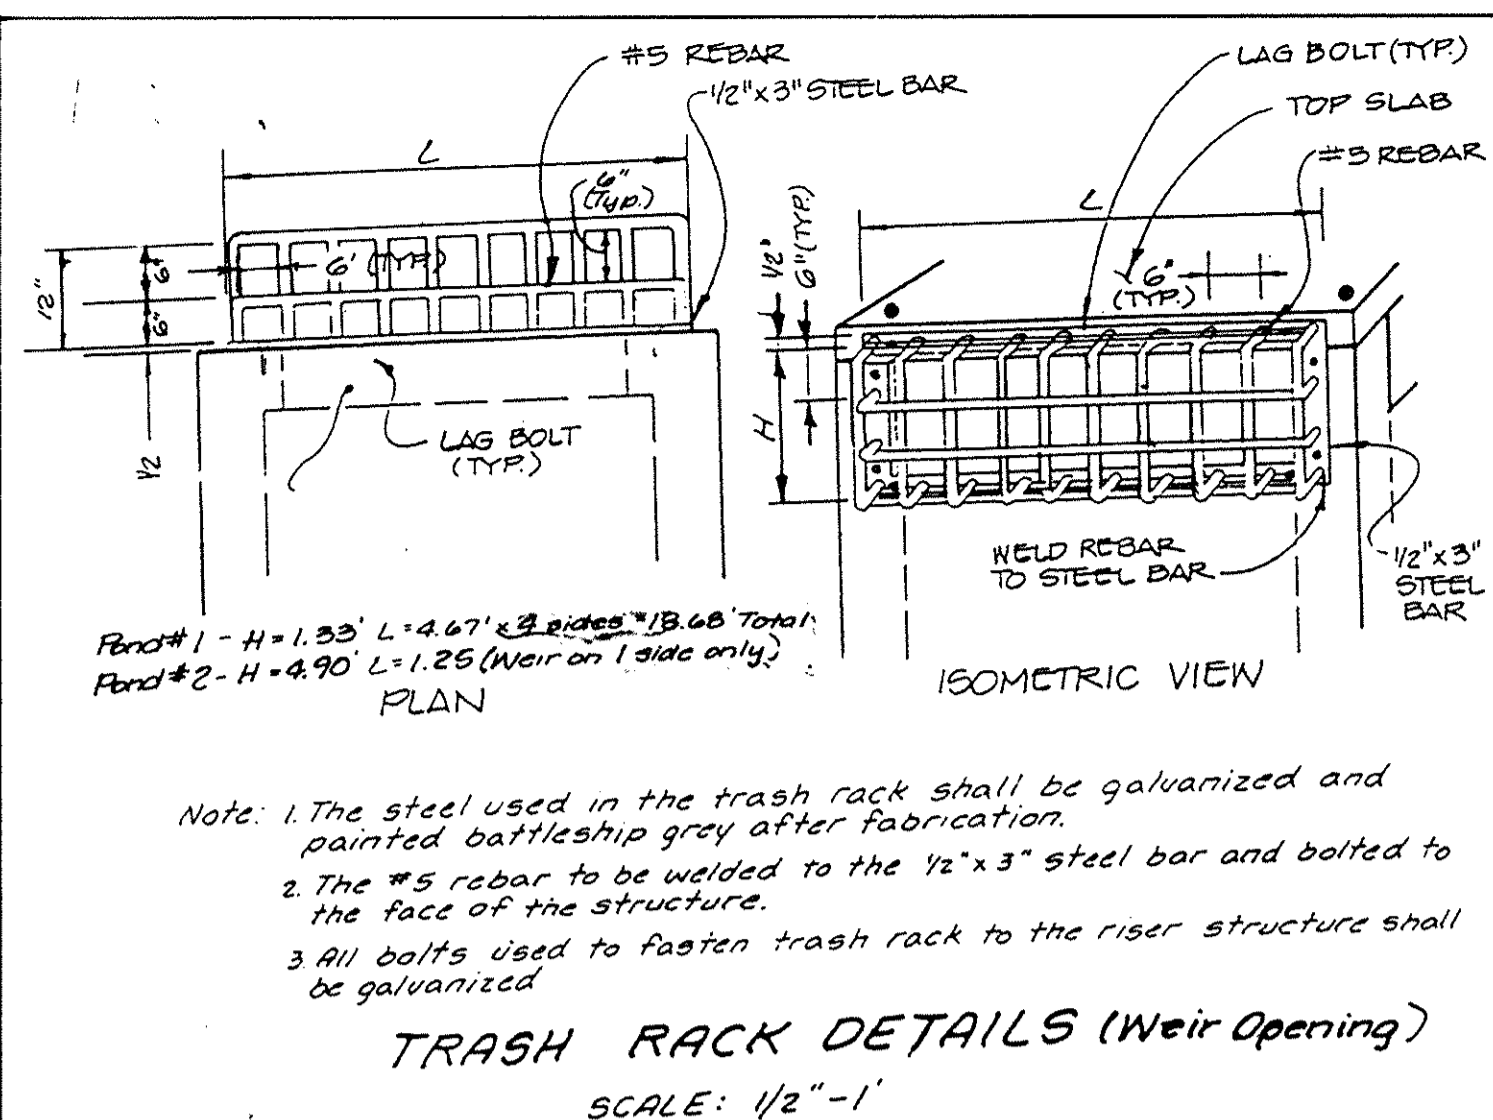 #5 REBAR
1/2"x3" STEEL BAR
L
6"
(Typ.)
6"
6' (TYP.)
12"
6"
1/2
LAG BOLT
(TYP.)
Pond #1 - H = 1.33' L = 4.67' x 4 sides = 18.68' Total
Pond #2 - H = 4.90' L = 1.25 (Weir on 1 side only)
PLAN
LAG BOLT (TYP.)
TOP SLAB
#5 REBAR
L
1/2"
6" (TYP.)
6"
(TYP.)
H
WELD REBAR
TO STEEL BAR
1/2"x3"
STEEL
BAR
ISOMETRIC VIEW
Note: 1. The steel used in the trash rack shall be galvanized and
painted battleship grey after fabrication.
2. The #5 rebar to be welded to the 1/2" x 3" steel bar and bolted to
the face of the structure.
3. All bolts used to fasten trash rack to the riser structure shall
be galvanized
TRASH RACK DETAILS (Weir Opening)
SCALE: 1/2" - 1'